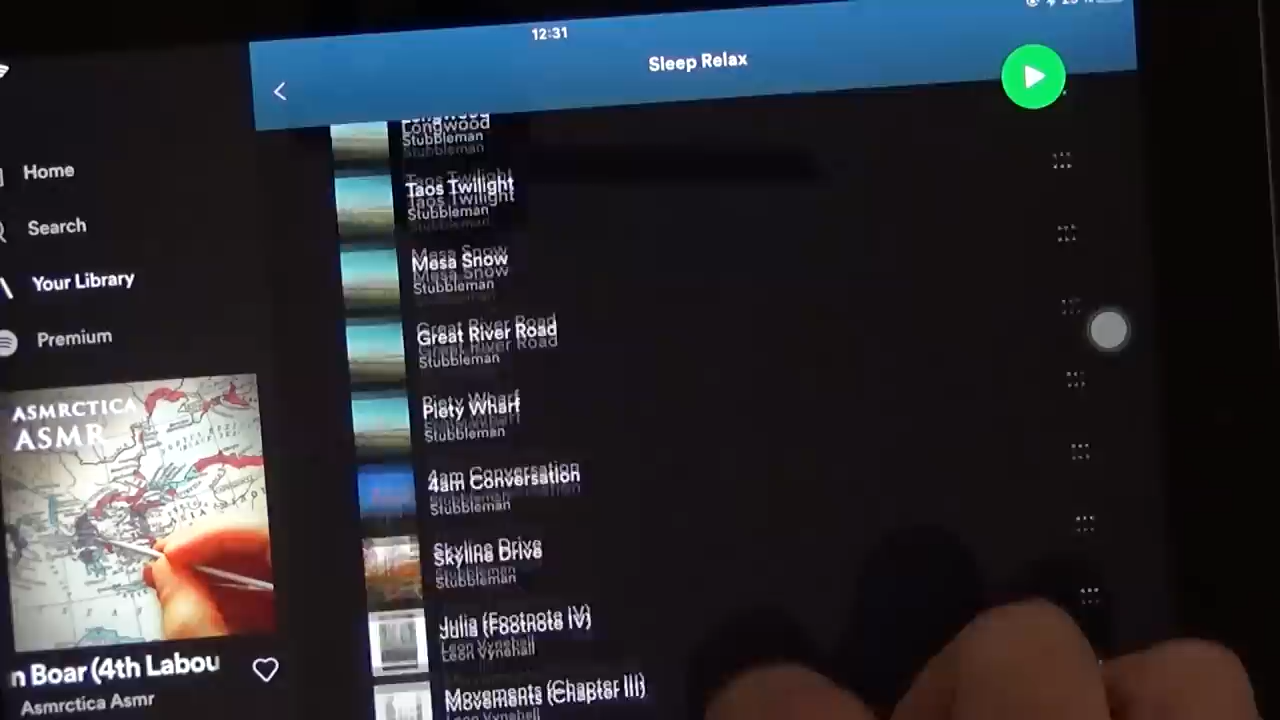 12:31
Sleep Relax
Home
Search
Your Library
Premium
ASMRCTICA
ASMR
n Boar (4th Labou
Asmrctica Asmr
Longwood
Stubbleman
Taos Twilight
Stubbleman
Mesa Snow
Stubbleman
Great River Road
Stubbleman
Piety Wharf
Stubbleman
4am Conversation
Stubbleman
Skyline Drive
Stubbleman
Julia (Footnote IV)
Leon Vynehall
Movements (Chapter III)
Leon Vynehall